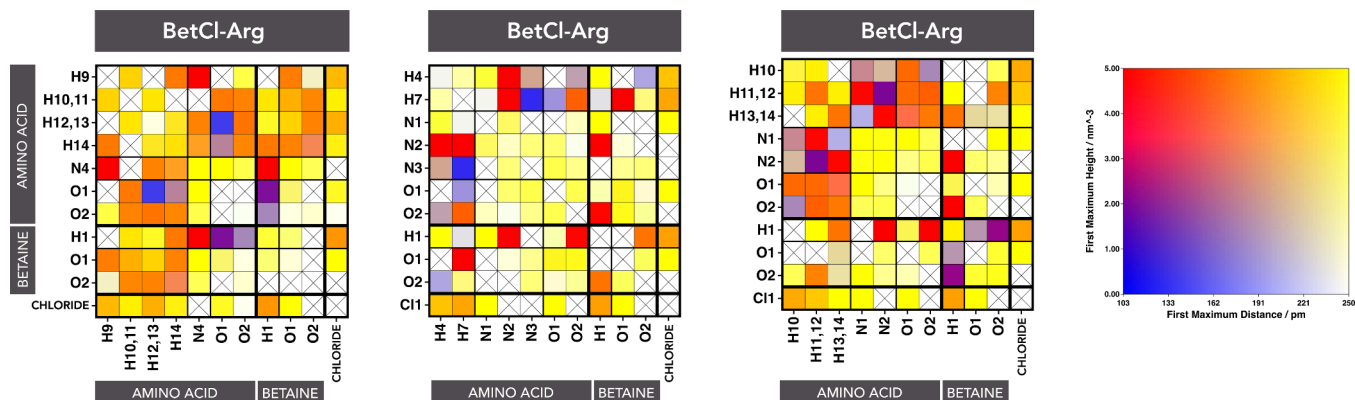 BetCl-Arg
BetCl-Arg
BetCl-Arg
AMINO ACID
BETAINE
H9
H10,11
H12,13
H14
N4
O1
O2
H1
O1
O2
CHLORIDE
H9
H10,11
H12,13
H14
N4
O1
O2
H1
O1
O2
CHLORIDE
AMINO ACID
BETAINE
H4
H7
N1
N2
N3
O1
O2
H1
O1
O2
Cl1
H4
H7
N1
N2
N3
O1
O2
H1
O1
O2
CHLORIDE
AMINO ACID
BETAINE
H10
H11,12
H13,14
N1
N2
O1
O2
H1
O1
O2
Cl1
H10
H11,12
H13,14
N1
N2
O1
O2
H1
O1
O2
CHLORIDE
AMINO ACID
BETAINE
First Maximum Height / nm^-3
5.00
4.00
3.00
2.00
1.00
0.00
103
133
162
191
221
250
First Maximum Distance / pm